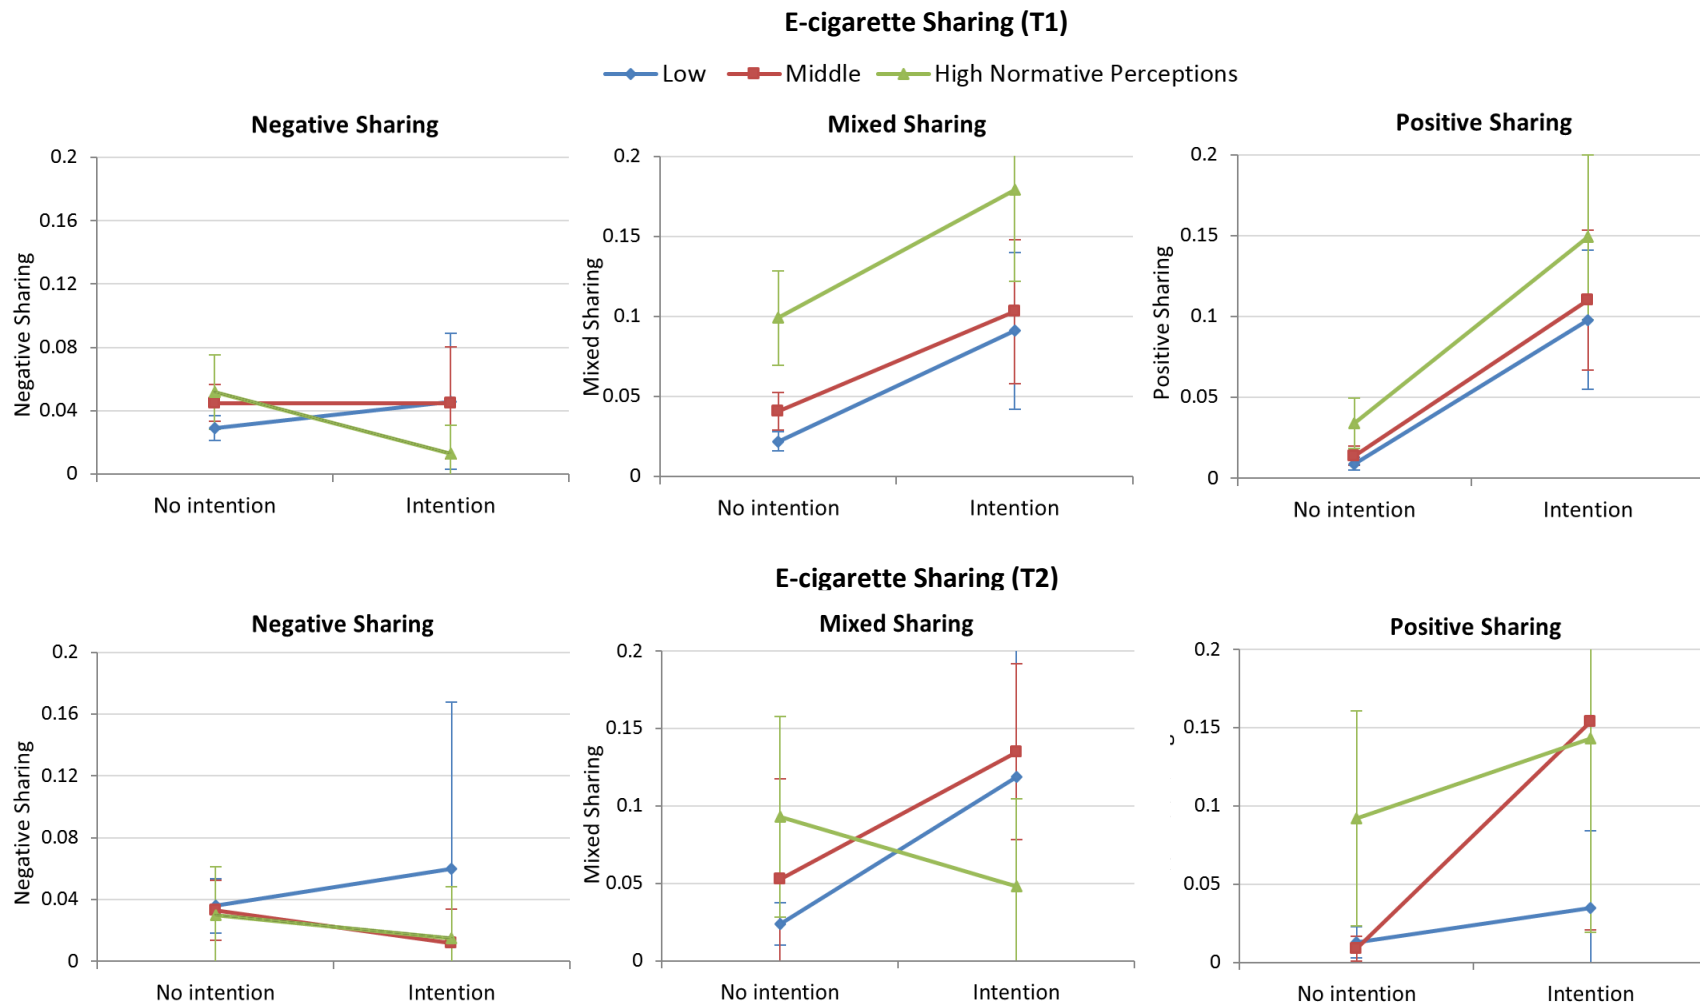 E-cigarette Sharing (T1)
Low Middle High Normative Perceptions
Negative Sharing
Negative Sharing
0.2
0.16
0.12
0.08
0.04
0
No intention Intention
Mixed Sharing
Mixed Sharing
0.2
0.15
0.1
0.05
0
No intention Intention
Positive Sharing
Positive Sharing
0.2
0.15
0.1
0.05
0
No intention Intention
E-cigarette Sharing (T2)
Negative Sharing
Negative Sharing
0.2
0.16
0.12
0.08
0.04
0
No intention Intention
Mixed Sharing
Mixed Sharing
0.2
0.15
0.1
0.05
0
No intention Intention
Positive Sharing
0.2
0.15
0.1
0.05
0
No intention Intention